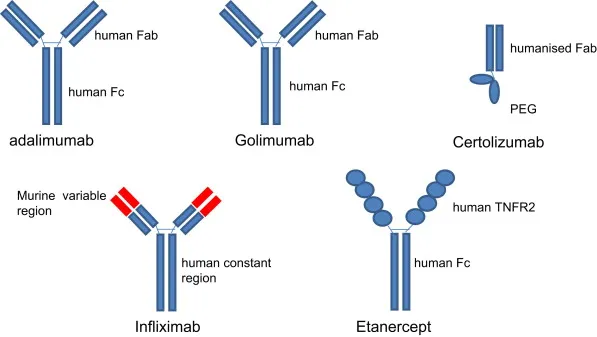 human Fab
human Fc
adalimumab
human Fab
human Fc
Golimumab
humanised Fab
PEG
Certolizumab
Murine variable
region
human constant
region
Infliximab
human TNFR2
human Fc
Etanercept